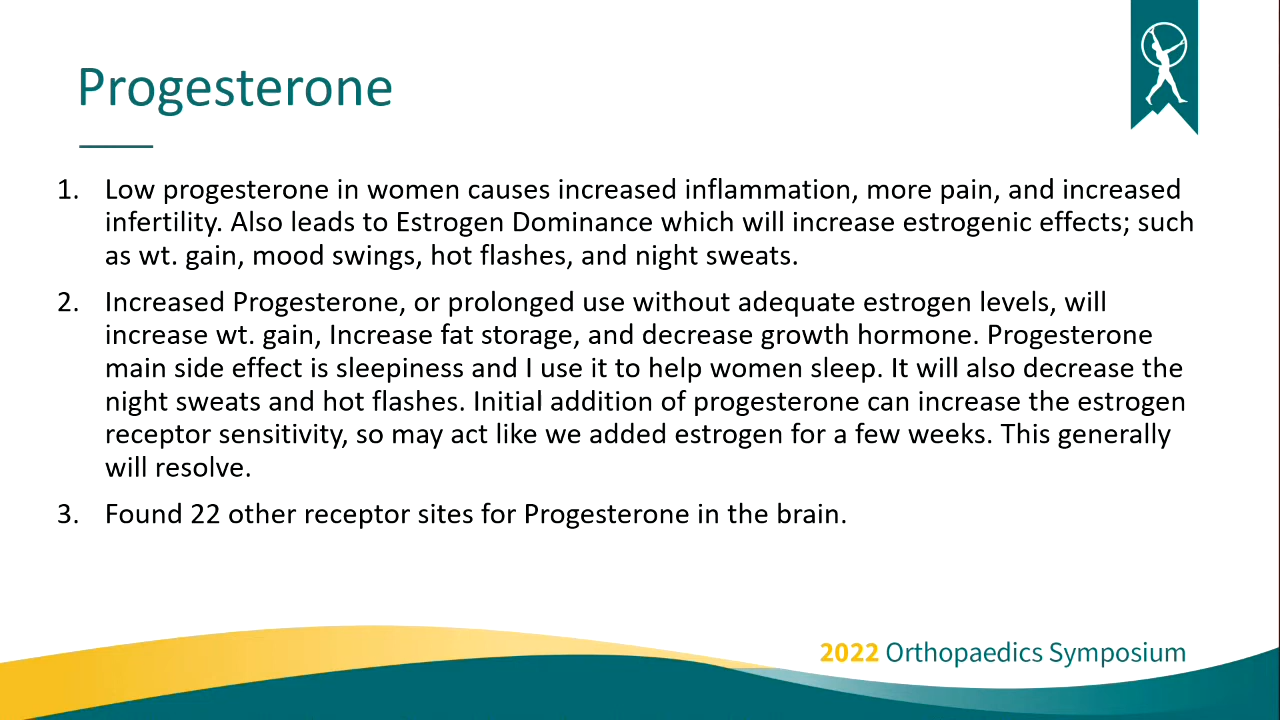 Progesterone
1. Low progesterone in women causes increased inflammation, more pain, and increased
infertility. Also leads to Estrogen Dominance which will increase estrogenic effects; such
as wt. gain, mood swings, hot flashes, and night sweats.
2. Increased Progesterone, or prolonged use without adequate estrogen levels, will
increase wt. gain, Increase fat storage, and decrease growth hormone. Progesterone
main side effect is sleepiness and I use it to help women sleep. It will also decrease the
night sweats and hot flashes. Initial addition of progesterone can increase the estrogen
receptor sensitivity, so may act like we added estrogen for a few weeks. This generally
will resolve.
3. Found 22 other receptor sites for Progesterone in the brain.
2022 Orthopaedics Symposium